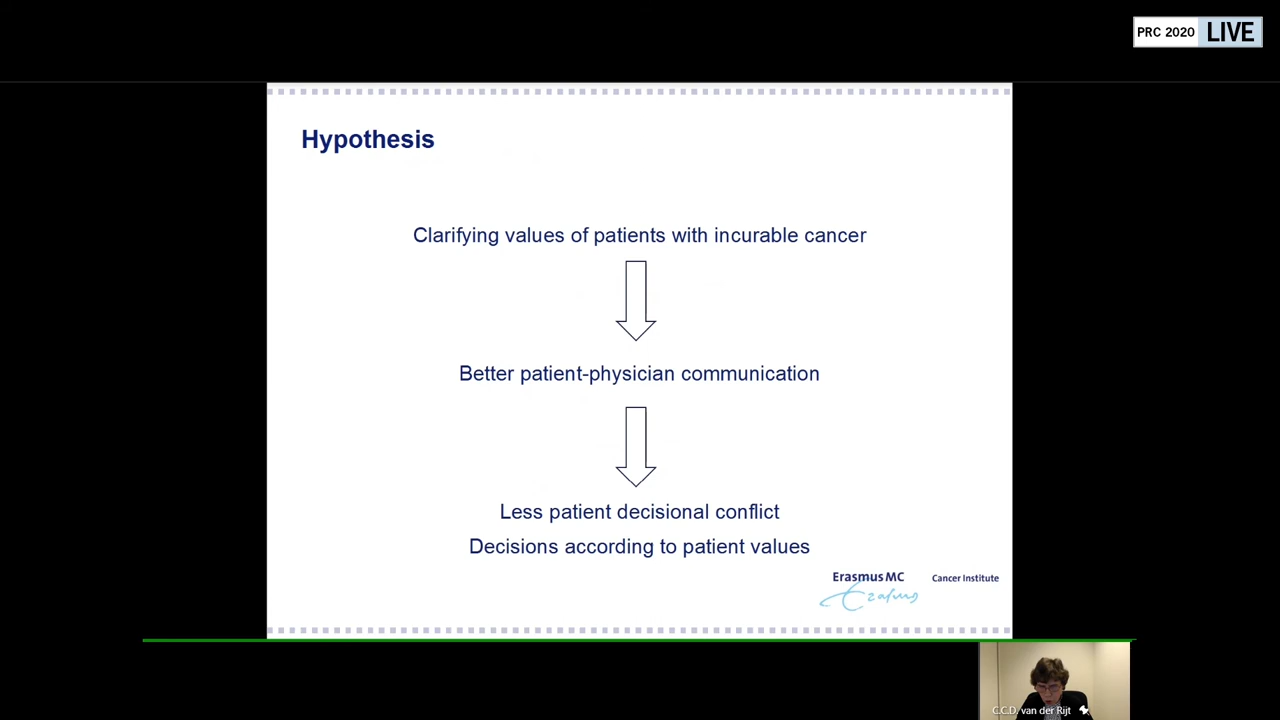 PRC 2020 LIVE
Hypothesis
Clarifying values of patients with incurable cancer
Better patient-physician communication
Less patient decisional conflict
Decisions according to patient values
Erasmus MC Cancer Institute
Erasmus
C.C.D. van der Rijt